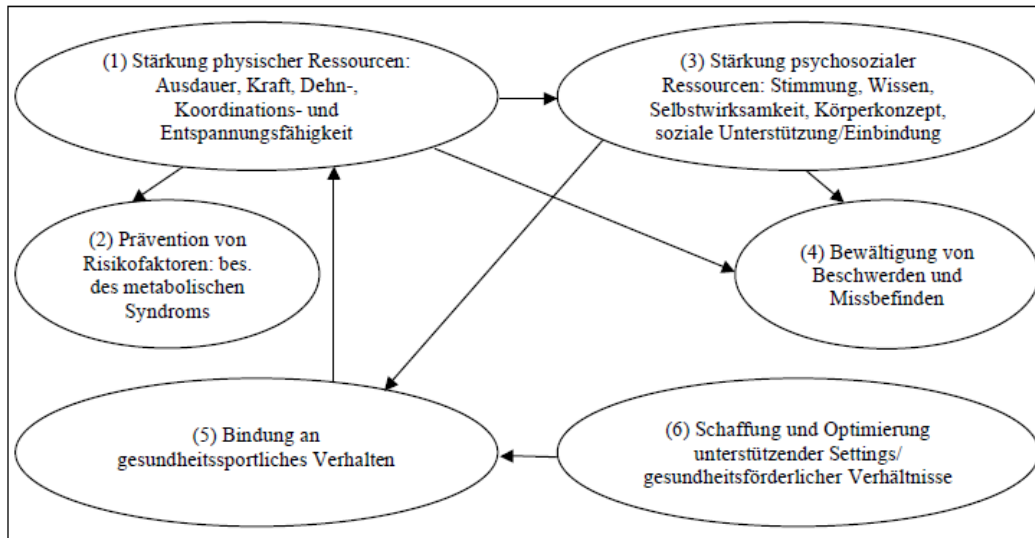 (1) Stärkung physischer Ressourcen:
Ausdauer, Kraft, Dehn-,
Koordinations- und
Entspannungsfähigkeit
(3) Stärkung psychosozialer
Ressourcen: Stimmung, Wissen,
Selbstwirksamkeit, Körperkonzept,
soziale Unterstützung/Einbindung
(2) Prävention von
Risikofaktoren: bes.
des metabolischen
Syndroms
(4) Bewältigung von
Beschwerden und
Missbefinden
(5) Bindung an
gesundheitssportliches Verhalten
(6) Schaffung und Optimierung
unterstützender Settings/
gesundheitsförderlicher Verhältnisse